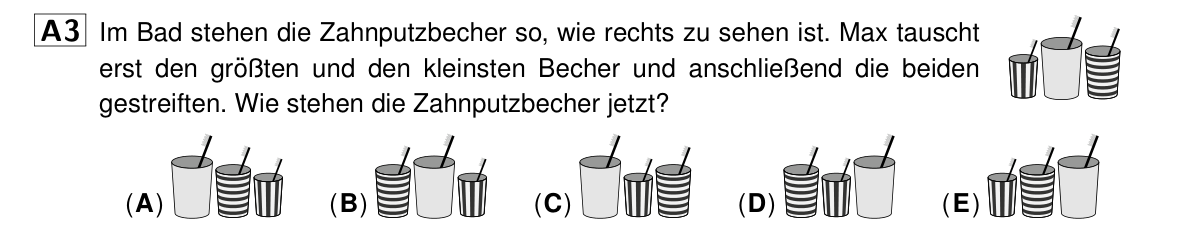 A3 Im Bad stehen die Zahnputzbecher so, wie rechts zu sehen ist. Max tauscht
erst den größten und den kleinsten Becher und anschließend die beiden
gestreiften. Wie stehen die Zahnputzbecher jetzt?
(A) (B) (C) (D) (E)